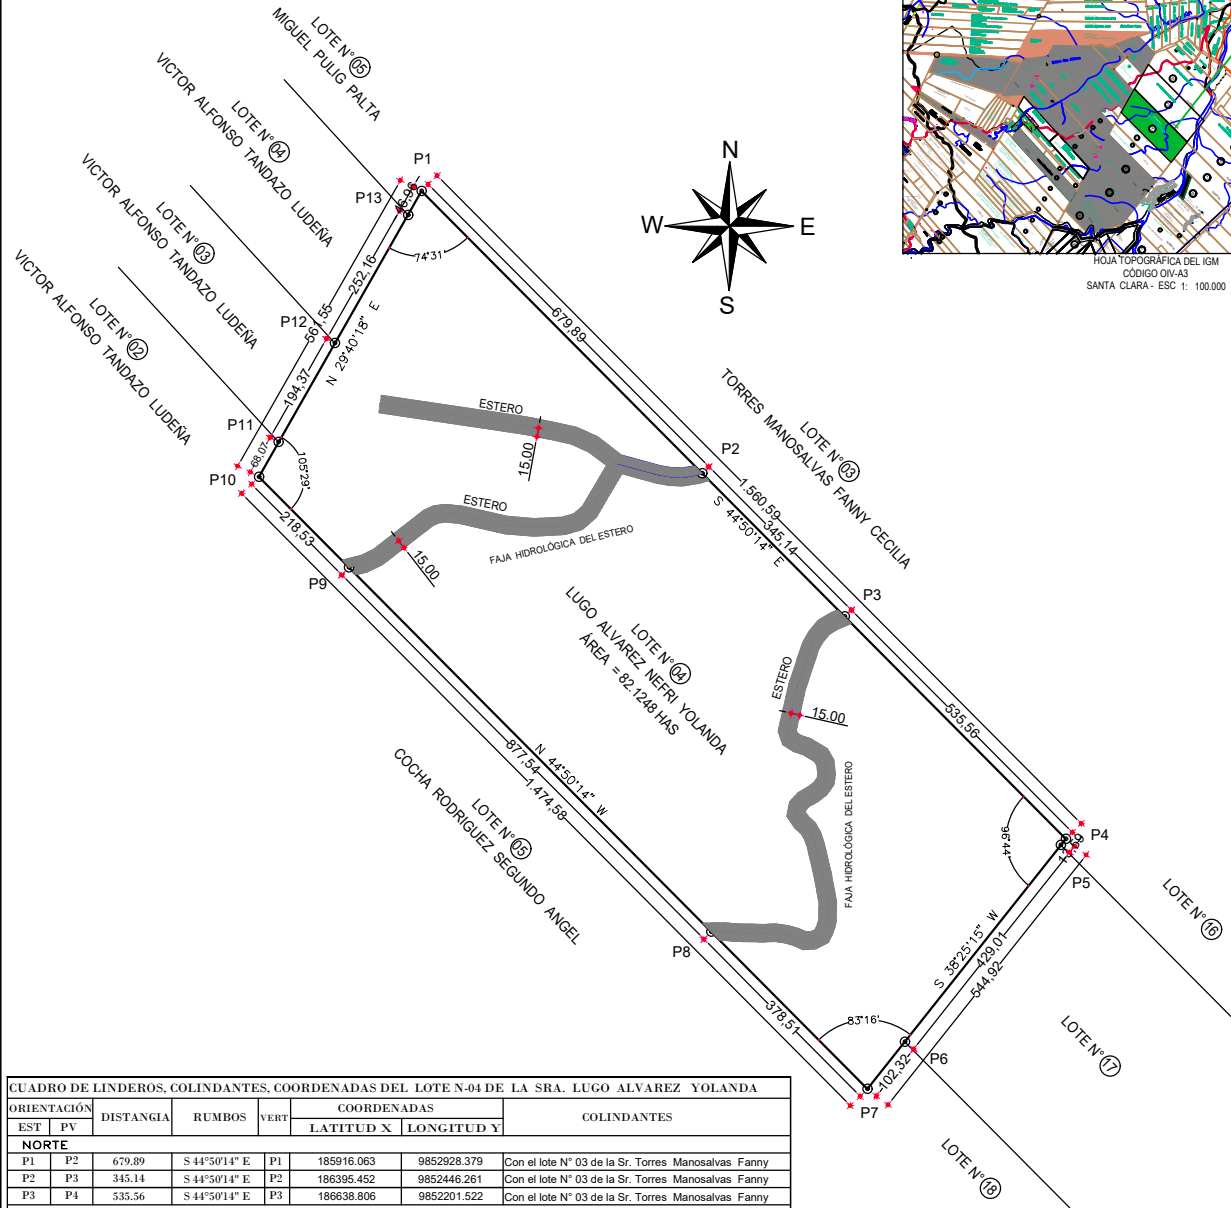 LOTE N° 05
MIGUEL PULIG PALTA
LOTE N° 04
VICTOR ALFONSO TANDAZO LUDEÑA
LOTE N° 03
VICTOR ALFONSO TANDAZO LUDEÑA
LOTE N° 02
VICTOR ALFONSO TANDAZO LUDEÑA
HOJA TOPOGRÁFICA DEL IGM
CÓDIGO OIV-A3
SANTA CLARA - ESC 1: 100.000
N
W
E
S
P1
P13
P12
P11
P10
P9
P8
P7
P6
P5
P4
P3
P2
74°31'
252,16
561,55
N 29°40'18" E
194,37
68,07
105°29'
218,53
679,89
ESTERO
15.00
ESTERO
15.00
FAJA HIDROLÓGICA DEL ESTERO
TORRES MANOSALVAS FANNY CECILIA
LOTE N° 03
1.560,59
345,14
S 44°50'14" E
LOTE N° 04
LUGO ALVAREZ NEFRI YOLANDA
ÁREA = 82.1248 HAS
ESTERO
15.00
FAJA HIDROLÓGICA DEL ESTERO
535,56
96°44'
N 44°50'14" W
877,54
1.474,58
LOTE N° 05
COCHA RODRIGUEZ SEGUNDO ANGEL
378,51
83°16'
S 38°25'15" W
429,01
544,92
102,32
LOTE N° 16
LOTE N° 17
LOTE N° 18
CUADRO DE LINDEROS, COLINDANTES, COORDENADAS DEL LOTE N-04 DE LA SRA. LUGO ALVAREZ YOLANDA
ORIENTACIÓN DISTANGIA RUMBOS VERT COORDENADAS COLINDANTES
EST PV LATITUD X LONGITUD Y
NORTE
P1 P2 679.89 S 44°50'14" E P1 185916.063 9852928.379 Con el lote N° 03 de la Sr. Torres Manosalvas Fanny
P2 P3 345.14 S 44°50'14" E P2 186395.452 9852446.261 Con el lote N° 03 de la Sr. Torres Manosalvas Fanny
P3 P4 535.56 S 44°50'14" E P3 186638.806 9852201.522 Con el lote N° 03 de la Sr. Torres Manosalvas Fanny